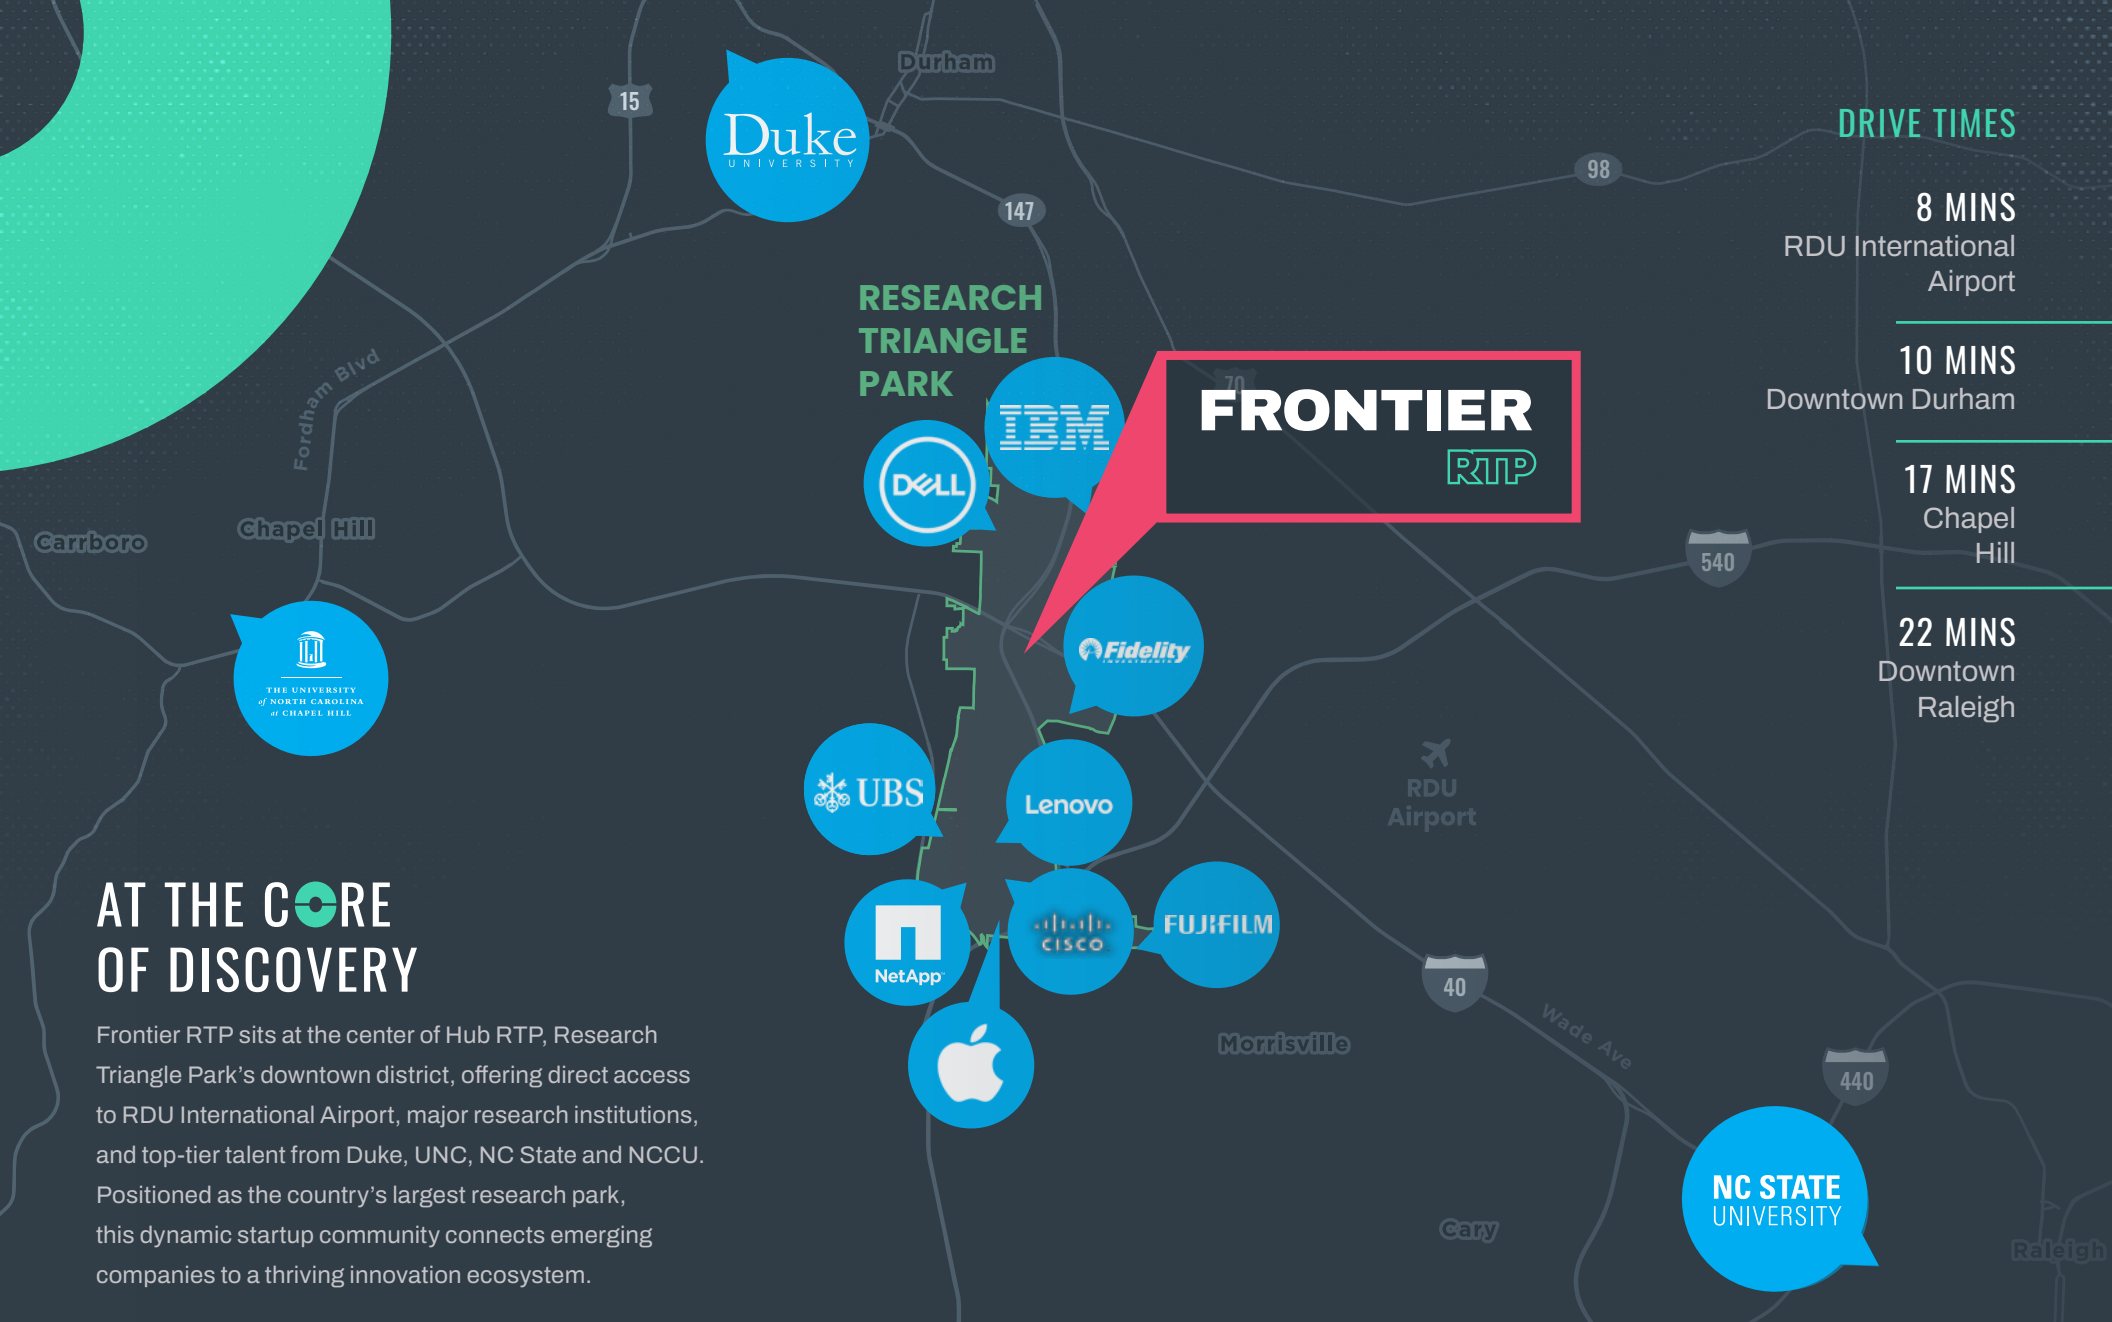 Durham
15
Duke
UNIVERSITY
98
147
RESEARCH
TRIANGLE
PARK
IBM
DELL
70
FRONTIER
RTP
Fordham Blvd
Carrboro
Chapel Hill
540
THE UNIVERSITY
of NORTH CAROLINA
at CHAPEL HILL
Fidelity
INVESTMENTS
UBS
Lenovo
RDU
Airport
NetApp
CISCO
FUJIFILM
40
Wade Ave
Morrisville
440
NC STATE
UNIVERSITY
Cary
Raleigh
DRIVE TIMES
8 MINS
RDU International
Airport
10 MINS
Downtown Durham
17 MINS
Chapel
Hill
22 MINS
Downtown
Raleigh
AT THE CORE
OF DISCOVERY
Frontier RTP sits at the center of Hub RTP, Research
Triangle Park’s downtown district, offering direct access
to RDU International Airport, major research institutions,
and top-tier talent from Duke, UNC, NC State and NCCU.
Positioned as the country’s largest research park,
this dynamic startup community connects emerging
companies to a thriving innovation ecosystem.